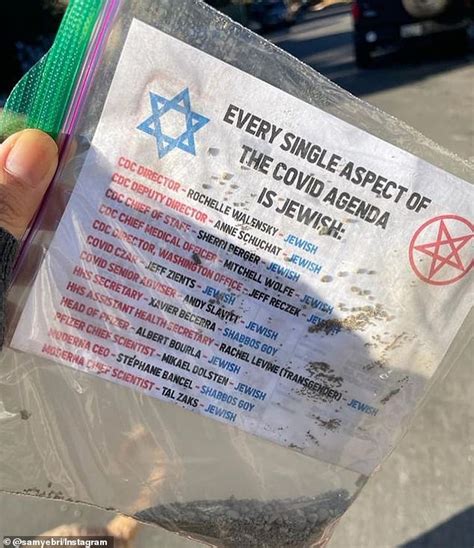 EVERY SINGLE ASPECT OF
THE COVID AGENDA
IS JEWISH:
CDC DIRECTOR - ROCHELLE WALENSKY - JEWISH
CDC DEPUTY DIRECTOR - ANNE SCHUCHAT - JEWISH
CDC CHIEF OF STAFF - SHERRI BERGER - JEWISH
CDC CHIEF MEDICAL OFFICER - MITCHELL WOLFE - JEWISH
CDC DIRECTOR, WASHINGTON OFFICE - JEFF RECZEK - JEWISH
COVID CZAR - JEFF ZIENTS - JEWISH
COVID SENIOR ADVISER - ANDY SLAVITT - JEWISH
HHS SECRETARY - XAVIER BECERRA - SHABBOS GOY
HHS ASSISTANT HEALTH SECRETARY - RACHEL LEVINE (TRANSGENDER) - JEWISH
HEAD OF PFIZER - ALBERT BOURLA - JEWISH
PFIZER CHIEF SCIENTIST - MIKAEL DOLSTEN - JEWISH
MODERNA CEO - STÉPHANE BANCEL - SHABBOS GOY
MODERNA CHIEF SCIENTIST - TAL ZAKS - JEWISH
© @samyebri/Instagram